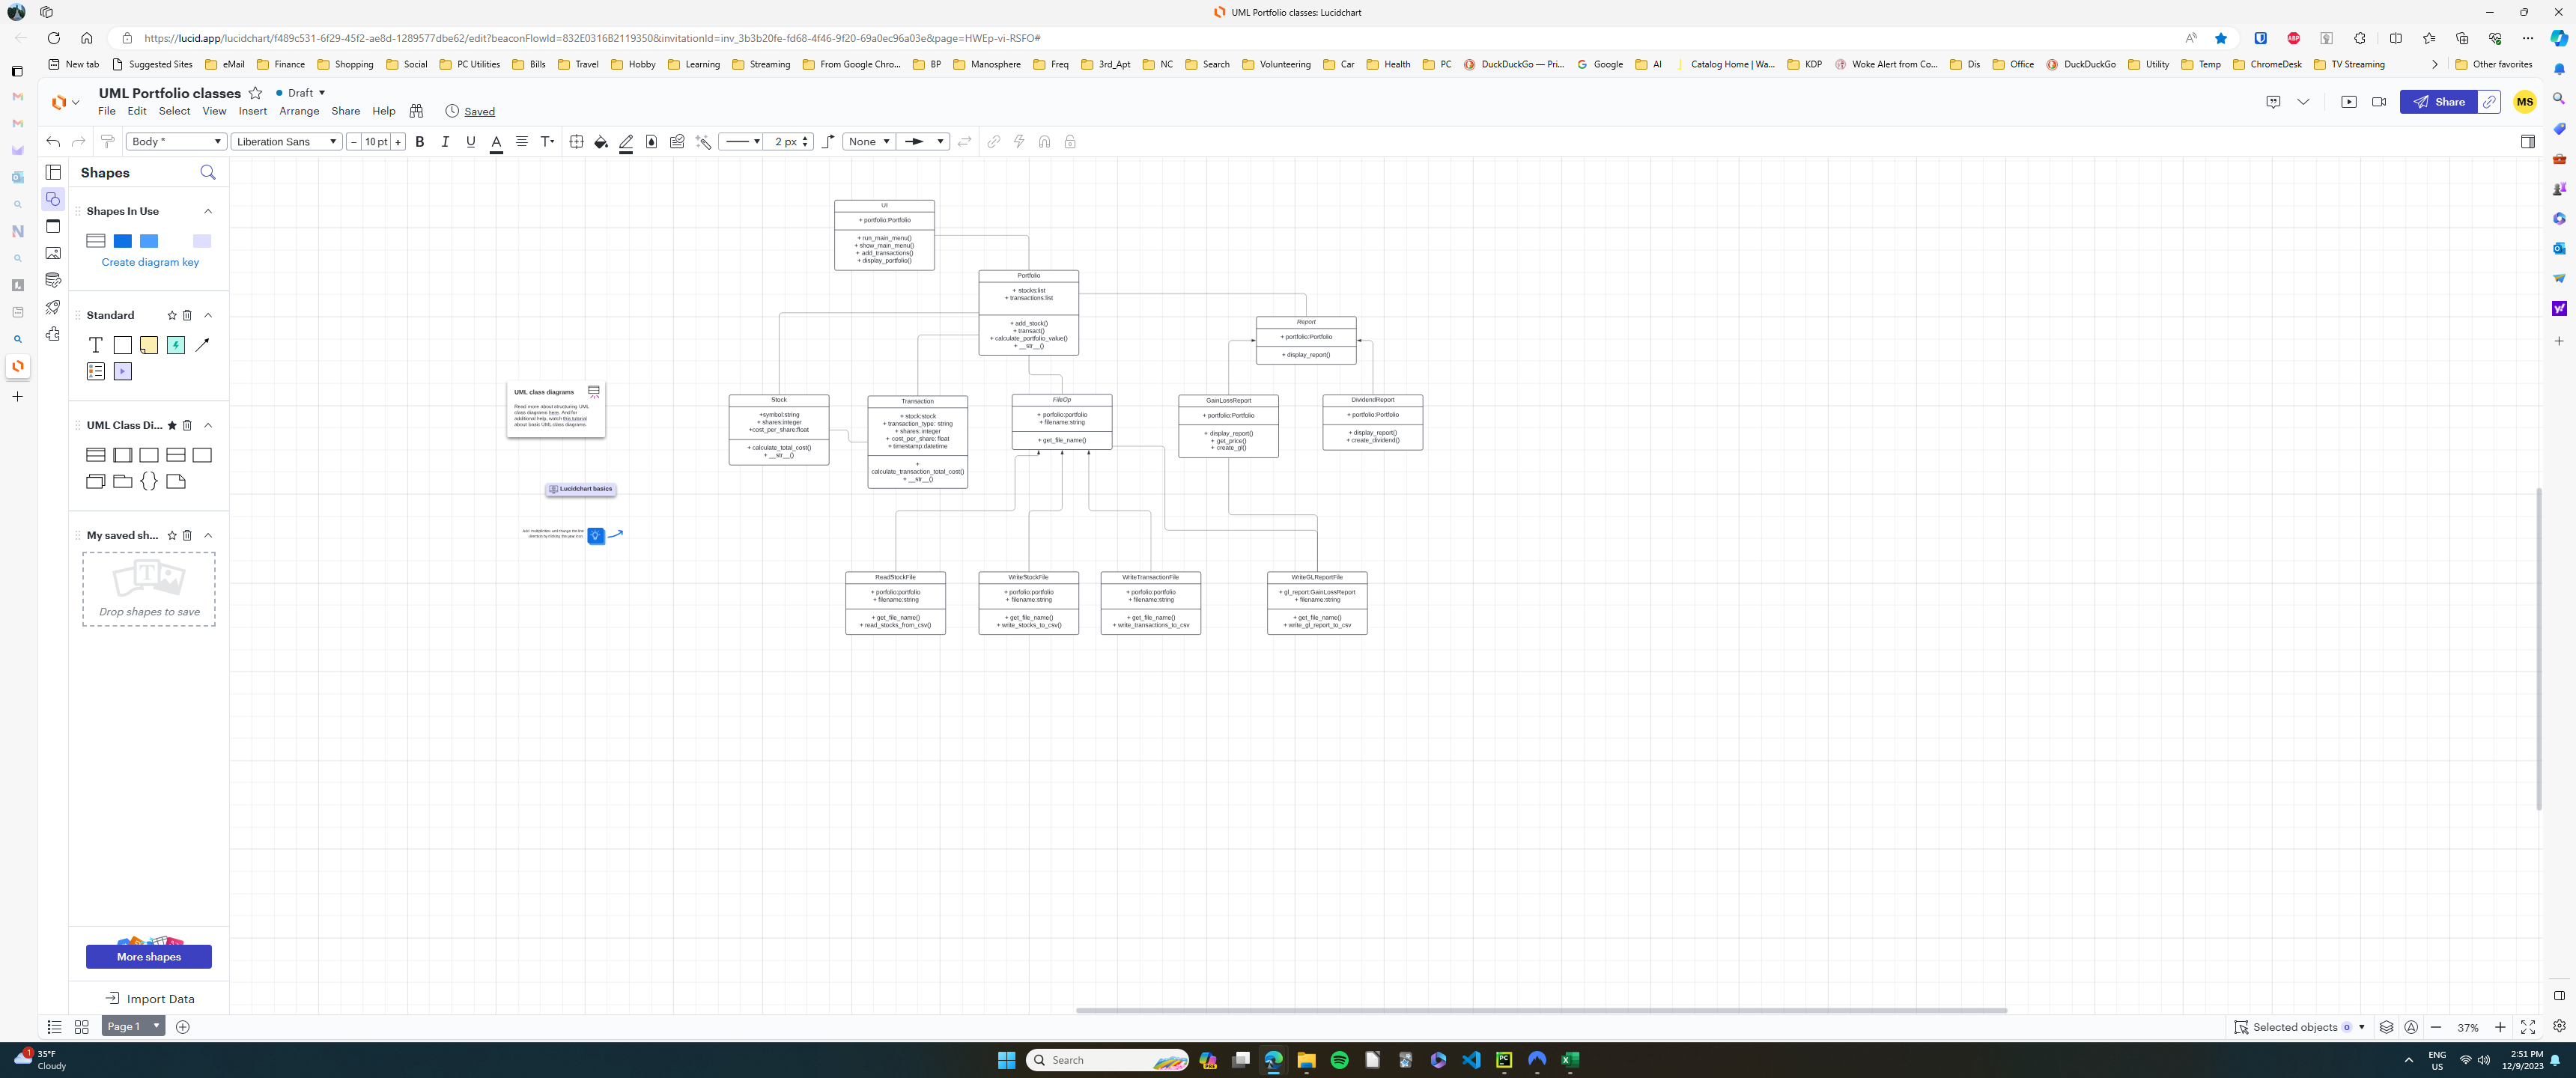 UML Portfolio classes: Lucidchart
https://lucid.app/lucidchart/f489c531-6f29-45f2-ae8d-1289577dbe62/edit?beaconFlowId=832E0316B2119350&invitationId=inv_3b3b20fe-fd68-4f46-9f20-69a0ec96a03e&page=HWEp-vi-RSFO#
New tab Suggested Sites eMail Finance Shopping Social PC Utilities Bills Travel Hobby Learning Streaming From Google Chro... BP Manosphere Freq 3rd_Apt NC Search Volunteering Car Health PC DuckDuckGo — Pri... Google AI Catalog Home | Wa... KDP Woke Alert from Co... Dis Office DuckDuckGo Utility Temp ChromeDesk TV Streaming Other favorites
UML Portfolio classes Draft
File Edit Select View Insert Arrange Share Help Saved
Share MS
Body * Liberation Sans − 10 pt + B I U A T 2 px None
Shapes
Shapes In Use
Create diagram key
Standard
T
UML Class Di...
My saved sh...
T
Drop shapes to save
More shapes
Import Data
UML class diagrams
Read more about structuring UML
class diagrams here. And for
additional help, watch this tutorial
about basic UML class diagrams.
Lucidchart basics
UI
+ portfolio:Portfolio
+ run_main_menu()
+ show_main_menu()
+ add_transactions()
+ display_portfolio()
Portfolio
+ stocks:list
+ transactions:list
+ add_stock()
+ transact()
+ calculate_portfolio_value()
+ __str__()
Report
+ portfolio:Portfolio
+ display_report()
Stock
+symbol:string
+ shares:integer
+cost_per_share:float
+ calculate_total_cost()
+ __str__()
Transaction
+ stock:stock
+ transaction_type: string
+ shares: integer
+ cost_per_share: float
+ timestamp:datetime
+
calculate_transaction_total_cost()
+ __str__()
FileOp
+ porfolio:portfolio
+ filename:string
+ get_file_name()
GainLossReport
+ portfolio:Portfolio
+ display_report()
+ get_price()
+ create_gl()
DividendReport
+ portfolio:Portfolio
+ display_report()
+ create_dividend()
ReadStockFile
+ porfolio:portfolio
+ filename:string
+ get_file_name()
+ read_stocks_from_csv()
WriteStockFile
+ porfolio:portfolio
+ filename:string
+ get_file_name()
+ write_stocks_to_csv()
WriteTransactionFile
+ porfolio:portfolio
+ filename:string
+ get_file_name()
+ write_transactions_to_csv
WriteGLReportFile
+ gl_report:GainLossReport
+ filename:string
+ get_file_name()
+ write_gl_report_to_csv
Page 1
Selected objects 0 37%
1 35°F
Cloudy
Search
ENG
US
2:51 PM
12/9/2023